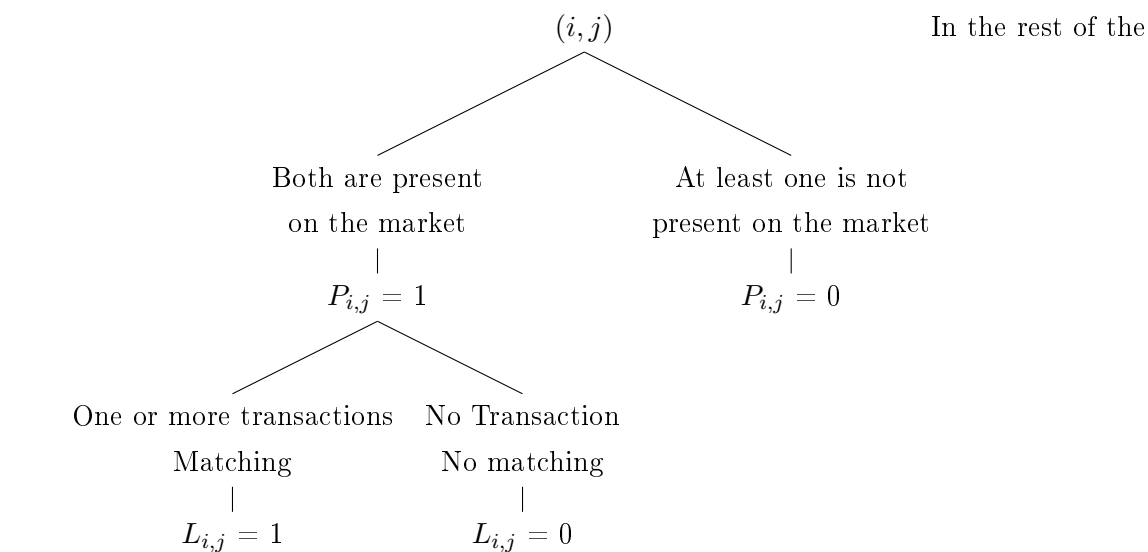 (i, j)
In the rest of the
Both are present
on the market
At least one is not
present on the market
P_{i,j} = 1
P_{i,j} = 0
One or more transactions
Matching
No Transaction
No matching
L_{i,j} = 1
L_{i,j} = 0